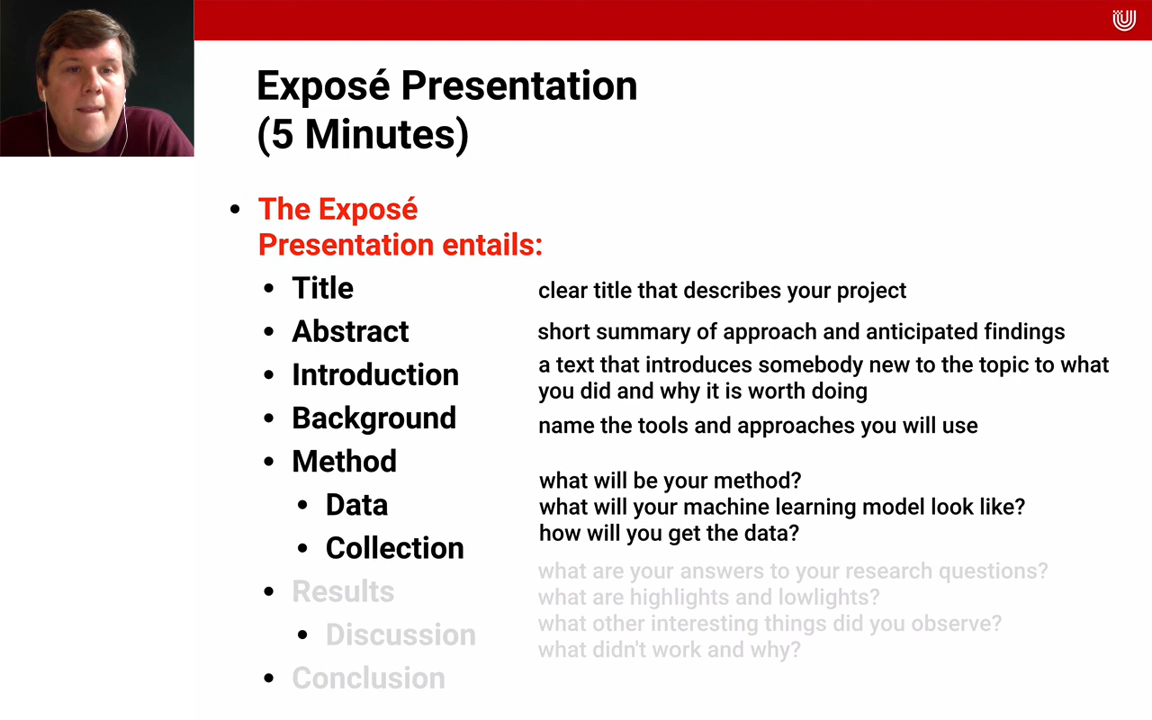 Exposé Presentation
(5 Minutes)
The Exposé
Presentation entails:
Title
clear title that describes your project
Abstract
short summary of approach and anticipated findings
Introduction
a text that introduces somebody new to the topic to what
you did and why it is worth doing
Background
name the tools and approaches you will use
Method
what will be your method?
Data
what will your machine learning model look like?
Collection
how will you get the data?
Results
what are your answers to your research questions?
what are highlights and lowlights?
Discussion
what other interesting things did you observe?
what didn't work and why?
Conclusion